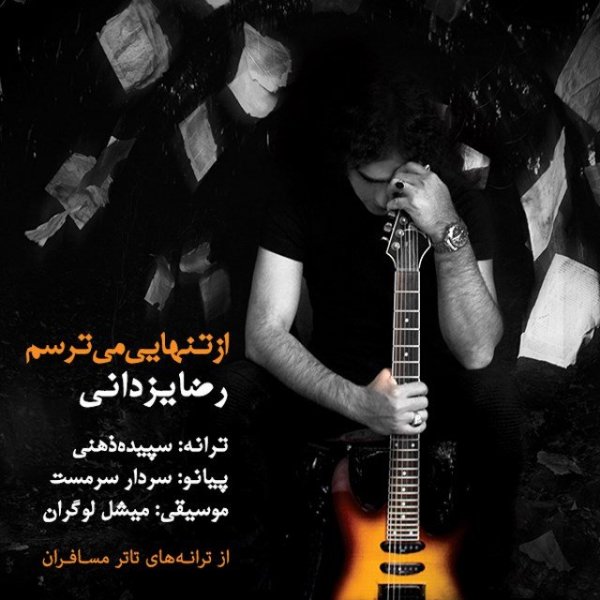 از تنهایی می‌ترسم
رضا یزدانی
ترانه: سپیده ذهنی
پیانو: سردار سرمست
موسیقی: میشل لوگران
از ترانه‌های تاتر مسافران